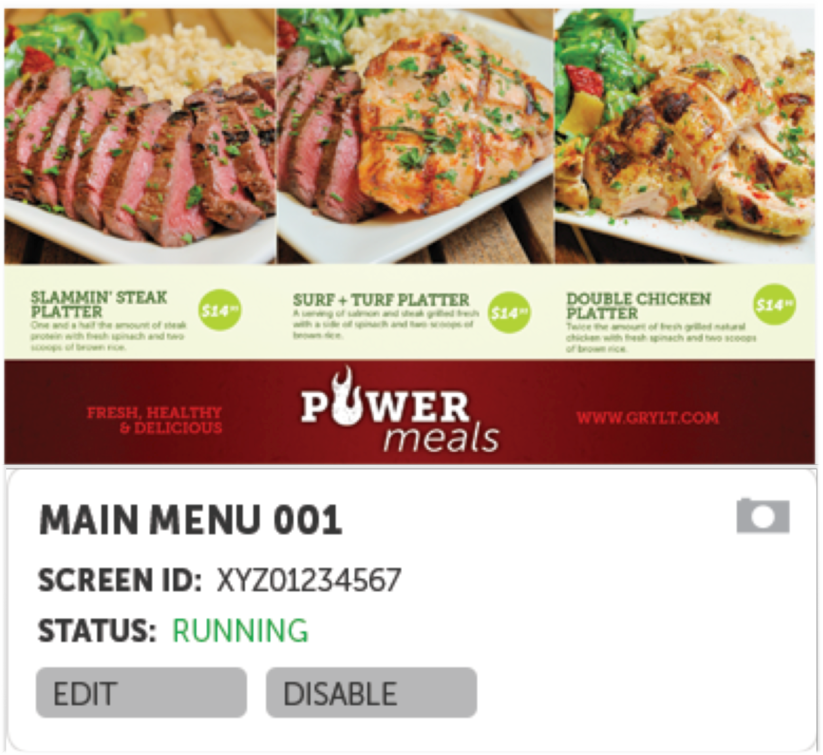 SLAMMIN' STEAK
PLATTER
One and a half the amount of steak
protein with fresh spinach and two
scoops of brown rice.
$14
SURF + TURF PLATTER
A serving of salmon and steak grilled fresh
with a side of spinach and two scoops of
brown rice.
$14
DOUBLE CHICKEN
PLATTER
Twice the amount of fresh grilled natural
chicken with fresh spinach and two scoops
of brown rice.
$14
FRESH, HEALTHY
& DELICIOUS
POWER
meals
WWW.GRYLT.COM
MAIN MENU 001
SCREEN ID: XYZ01234567
STATUS: RUNNING
EDIT
DISABLE